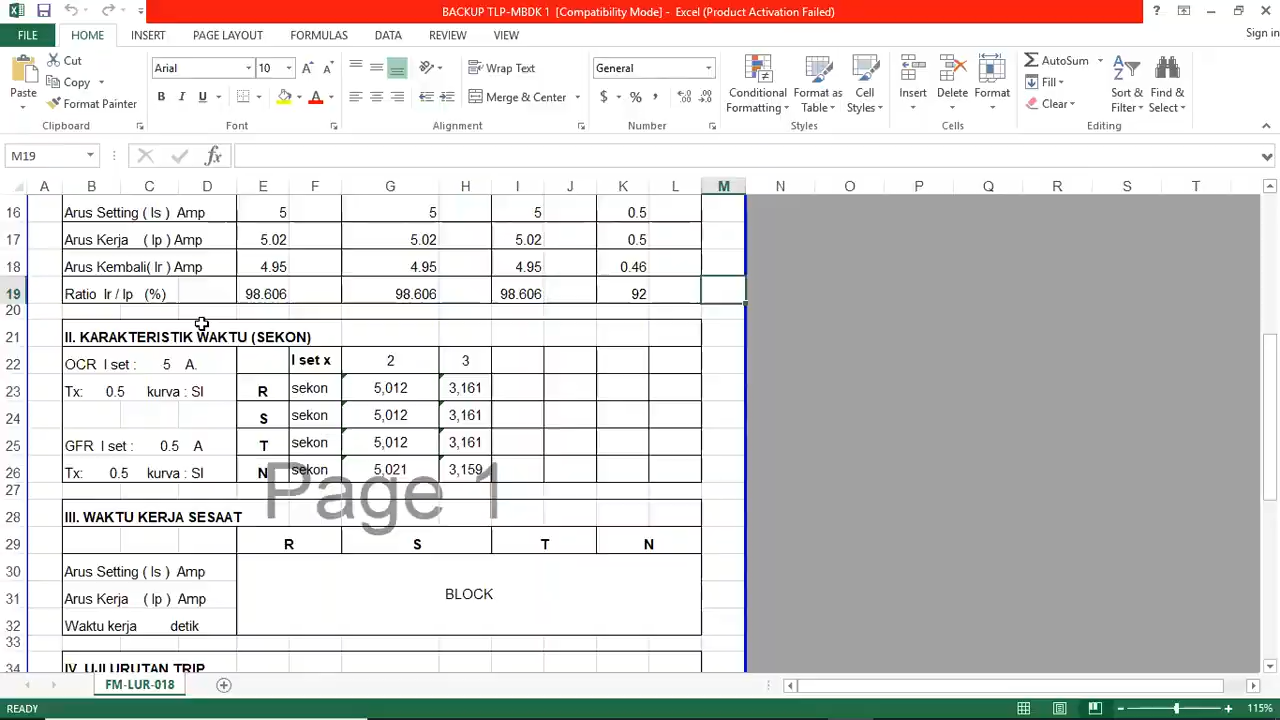 BACKUP TLP-MBDK 1 [Compatibility Mode] - Excel (Product Activation Failed)
Sign in
FILE HOME INSERT PAGE LAYOUT FORMULAS DATA REVIEW VIEW
Cut
Copy
Format Painter
Paste
Clipboard
Arial 10
B I U A
Font
Wrap Text
Merge & Center
Alignment
General
$ % ,
Number
Conditional Formatting
Format as Table
Cell Styles
Styles
Insert Delete Format
Cells
AutoSum
Fill
Clear
Sort & Filter
Find & Select
Editing
M19 fx
A B C D E F G H I J K L M N O P Q R S T
16 Arus Setting ( Is ) Amp 5 5 5 0.5
17 Arus Kerja ( Ip ) Amp 5.02 5.02 5.02 0.5
18 Arus Kembali( Ir ) Amp 4.95 4.95 4.95 0.46
19 Ratio Ir / Ip (%) 98.606 98.606 98.606 92
20
21 II. KARAKTERISTIK WAKTU (SEKON)
22 OCR I set : 5 A. I set x 2 3
23 Tx: 0.5 kurva : SI R sekon 5,012 3,161
24 S sekon 5,012 3,161
25 GFR I set : 0.5 A T sekon 5,012 3,161
26 Tx: 0.5 kurva : SI N sekon 5,021 3,159
Page 1
27
28 III. WAKTU KERJA SESAAT
29 R S T N
30 Arus Setting ( Is ) Amp
31 Arus Kerja ( Ip ) Amp BLOCK
32 Waktu kerja detik
33
34 IV. UJI URUTAN TRIP
FM-LUR-018
READY
115%